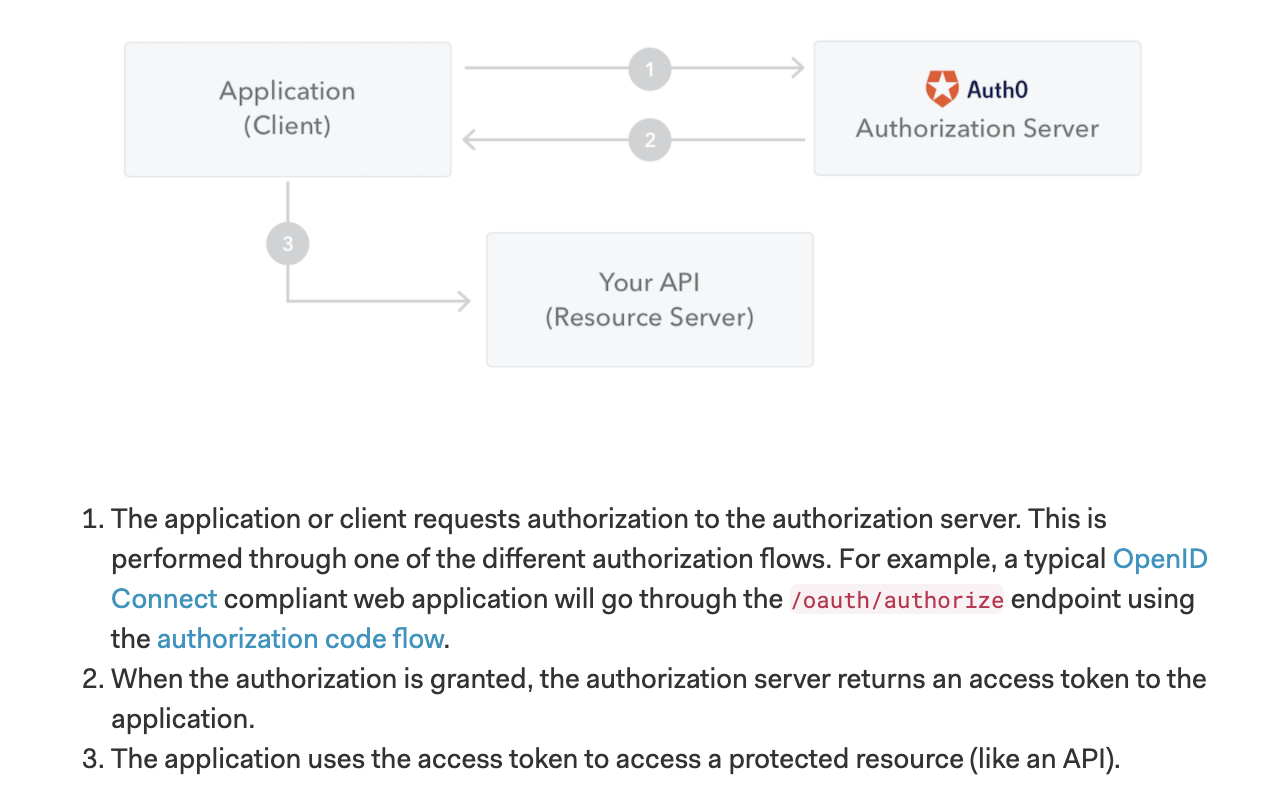 Application
(Client)
1
Auth0
Authorization Server
2
3
Your API
(Resource Server)
1. The application or client requests authorization to the authorization server. This is
performed through one of the different authorization flows. For example, a typical OpenID
Connect compliant web application will go through the /oauth/authorize endpoint using
the authorization code flow.
2. When the authorization is granted, the authorization server returns an access token to the
application.
3. The application uses the access token to access a protected resource (like an API).